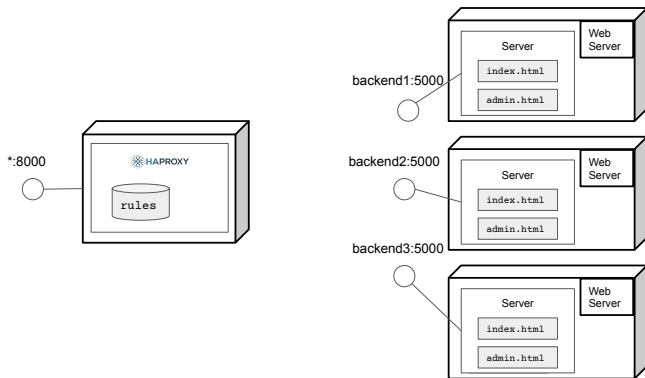 *:8000
HAPROXY
rules
backend1:5000
Server
index.html
admin.html
Web
Server
backend2:5000
Server
index.html
admin.html
Web
Server
backend3:5000
Server
index.html
admin.html
Web
Server